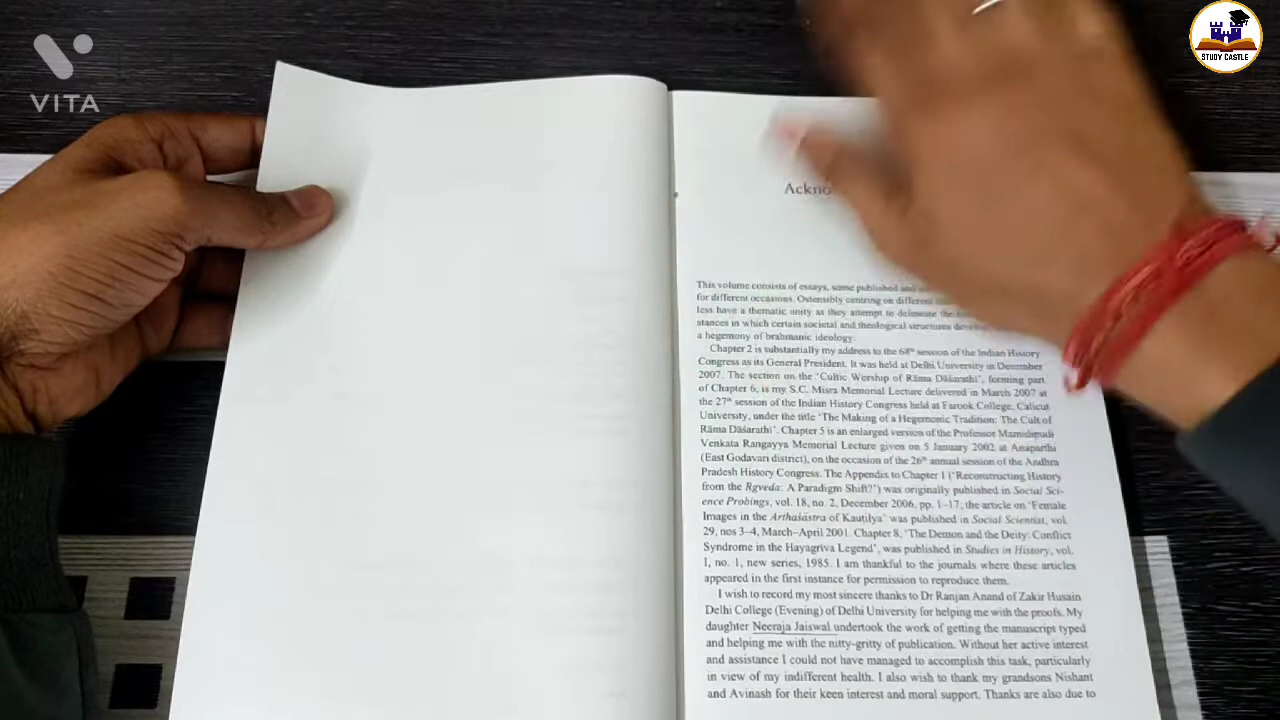 VITA
STUDY CASTLE
Ackno
This volume consists of essays, some published and
for different occasions. Ostensibly centring on different
less have a thematic unity as they attempt to delineate the
stances in which certain societal and theological structures
a hegemony of brahmanic ideology.
Chapter 2 is substantially my address to the 68th session of the Indian History
Congress as its General President. It was held at Delhi University in December
2007. The section on the 'Cultic Worship of Rāma Dāśarathi', forming part
of Chapter 6, is my S.C. Misra Memorial Lecture delivered in March 2007 at
the 27th session of the Indian History Congress held at Farook College, Calicut
University, under the title 'The Making of a Hegemonic Tradition: The Cult of
Rāma Dāśarathi'. Chapter 5 is an enlarged version of the Professor Mamidipudi
Venkata Rangayya Memorial Lecture given on 5 January 2002 at Anaparthi
(East Godavari district), on the occasion of the 26th annual session of the Andhra
Pradesh History Congress. The Appendix to Chapter 1 ('Reconstructing History
from the Ṛgveda: A Paradigm Shift?') was originally published in Social Sci-
ence Probings, vol. 18, no. 2, December 2006, pp. 1–17, the article on 'Female
Images in the Arthaśāstra of Kauṭilya' was published in Social Scientist, vol.
29, nos 3–4, March–April 2001. Chapter 8, 'The Demon and the Deity: Conflict
Syndrome in the Hayagrīva Legend', was published in Studies in History, vol.
I, no. 1, new series, 1985. I am thankful to the journals where these articles
appeared in the first instance for permission to reproduce them.
I wish to record my most sincere thanks to Dr Ranjan Anand of Zakir Husain
Delhi College (Evening) of Delhi University for helping me with the proofs. My
daughter Neeraja Jaiswal undertook the work of getting the manuscript typed
and helping me with the nitty-gritty of publication. Without her active interest
and assistance I could not have managed to accomplish this task, particularly
in view of my indifferent health. I also wish to thank my grandsons Nishant
and Avinash for their keen interest and moral support. Thanks are also due to